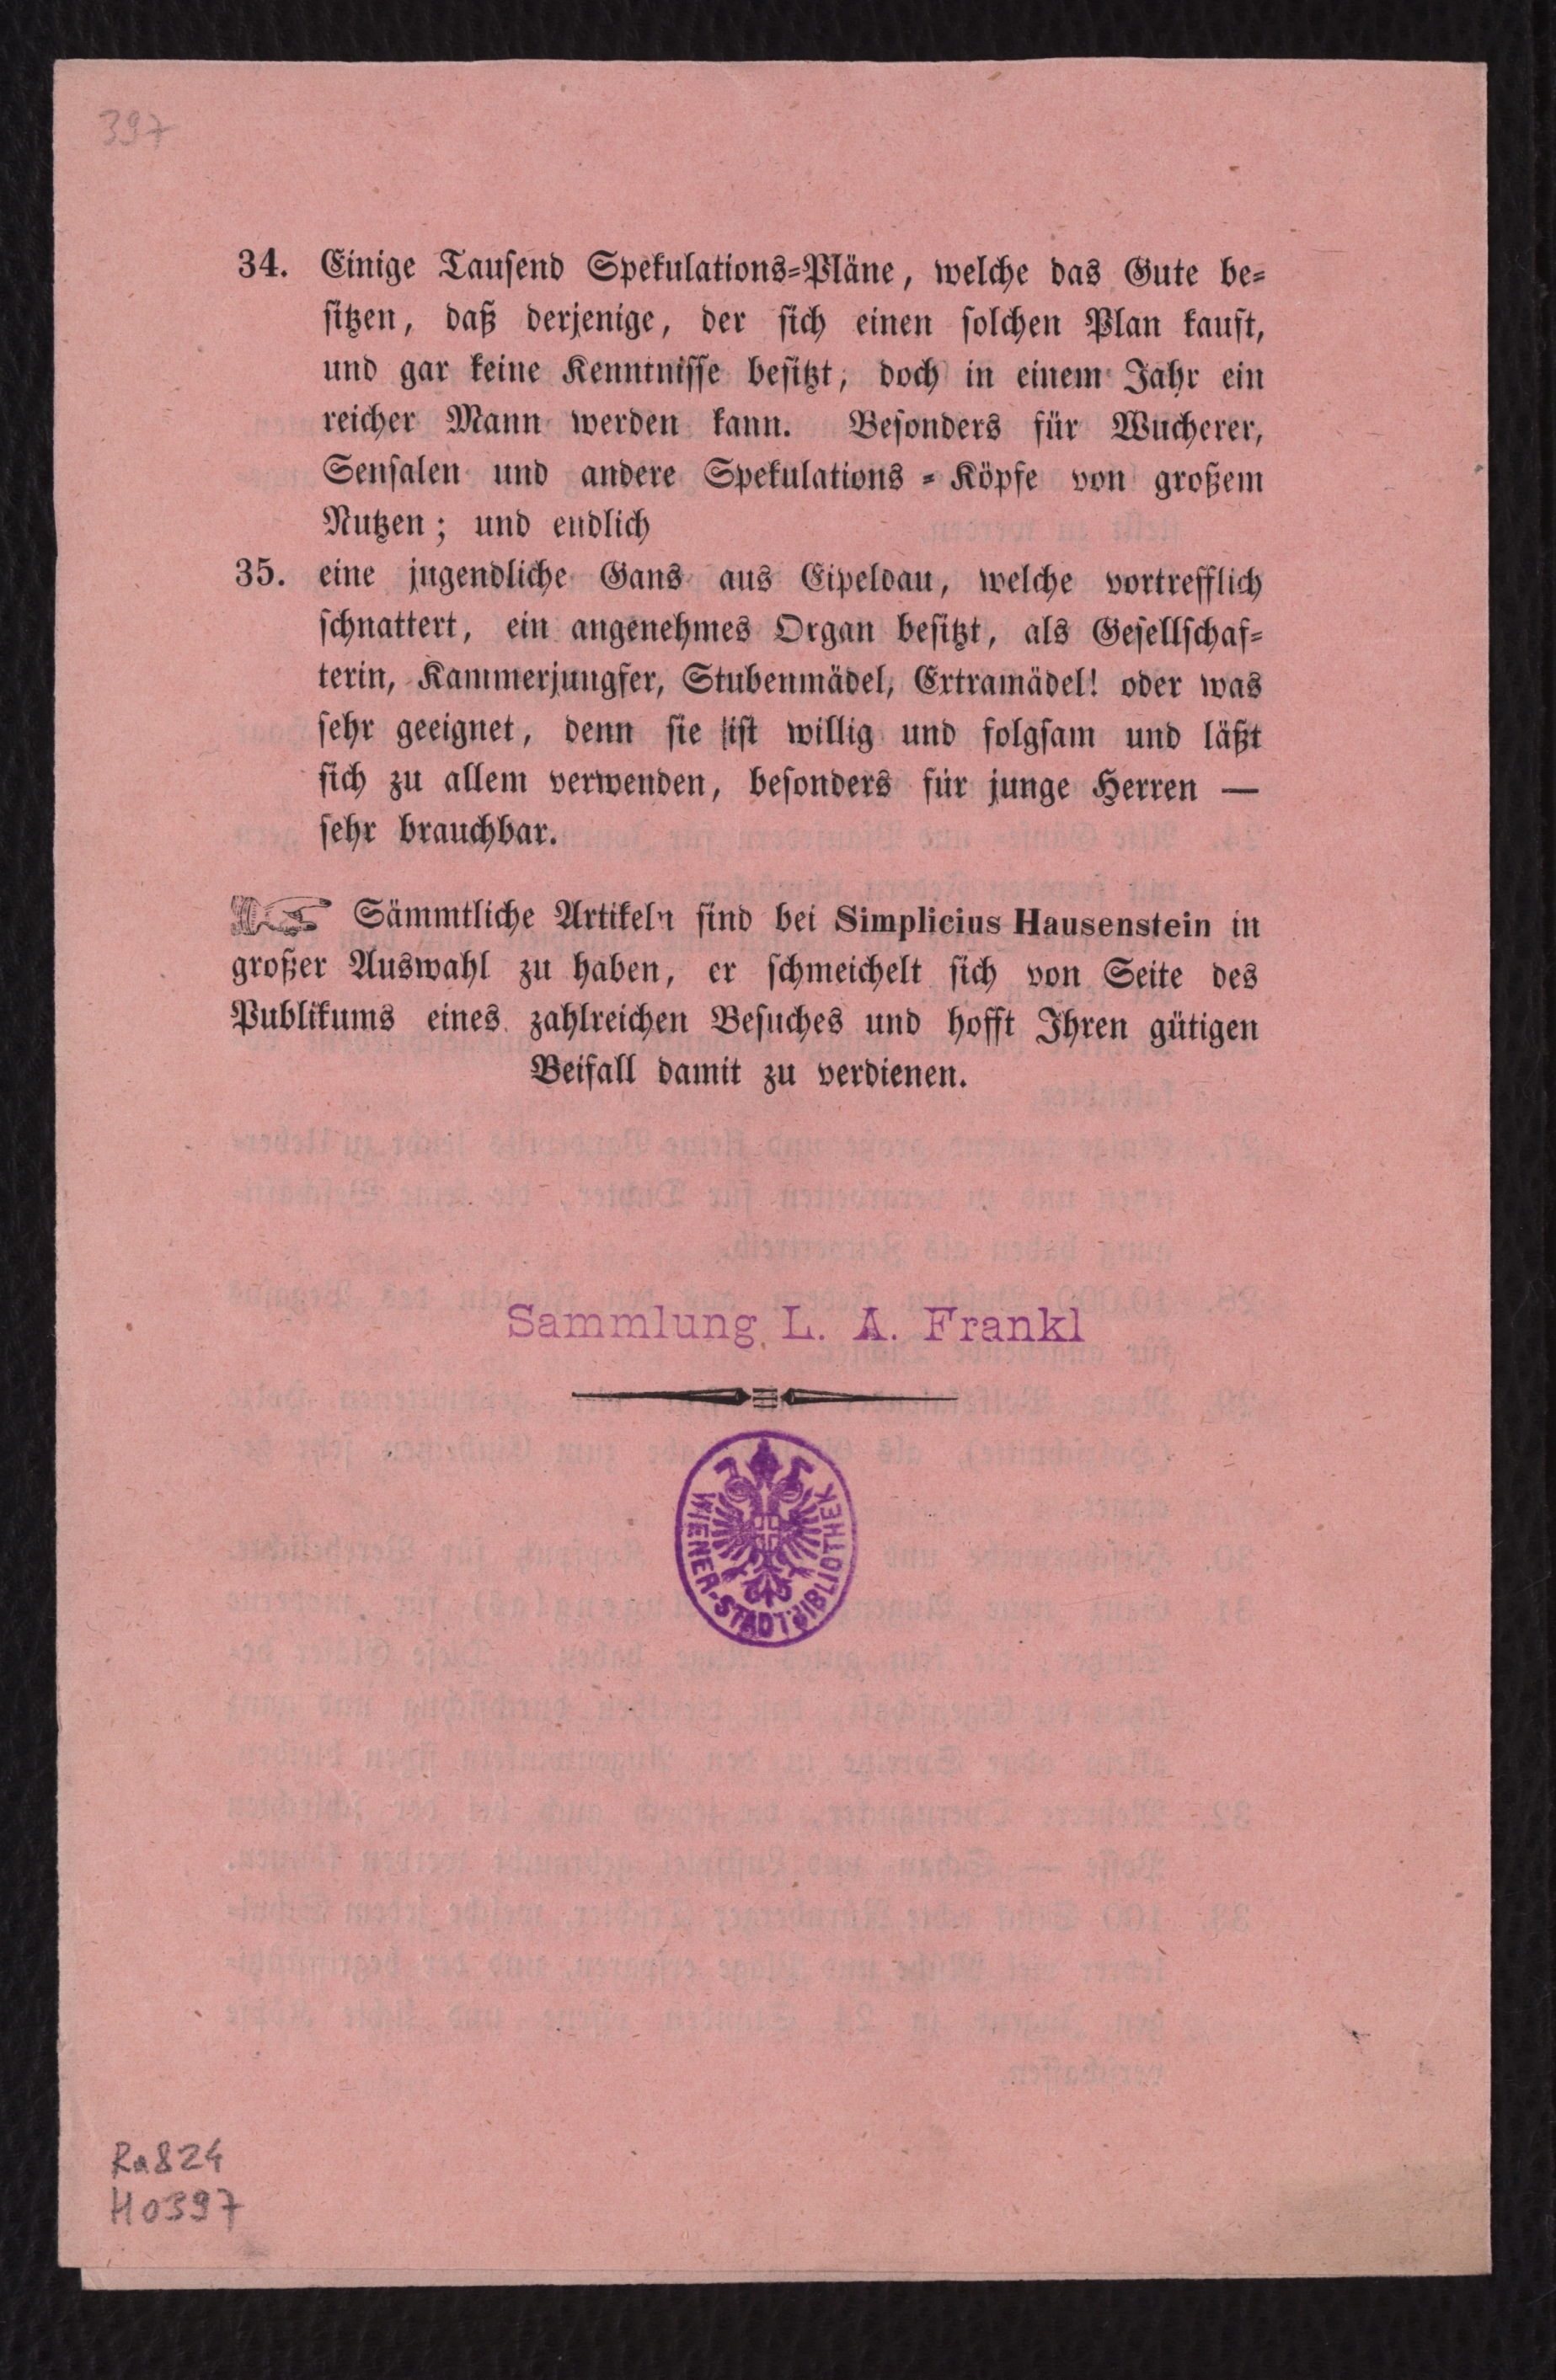 397
34. Einige Tausend Spekulations-Pläne, welche das Gute be-
sitzen, daß derjenige, der sich einen solchen Plan kauft,
und gar keine Kenntnisse besitzt, doch in einem Jahr ein
reicher Mann werden kann. Besonders für Wucherer,
Sensalen und andere Spekulations-Köpfe von großem
Nutzen; und endlich
35. eine jugendliche Gans aus Eipeldau, welche vortrefflich
schnattert, ein angenehmes Organ besitzt, als Gesellschaf-
terin, Kammerjungfer, Stubenmädel, Extramädel! oder was
sehr geeignet, denn sie ist willig und folgsam und läßt
sich zu allem verwenden, besonders für junge Herren —
sehr brauchbar.
☞ Sämmtliche Artikeln sind bei Simplicius Hausenstein in
großer Auswahl zu haben, er schmeichelt sich von Seite des
Publikums eines zahlreichen Besuches und hofft Ihren gütigen
Beifall damit zu verdienen.
Sammlung L. A. Frankl
WIENER-STADTBIBLIOTHEK
Ra824
H0397